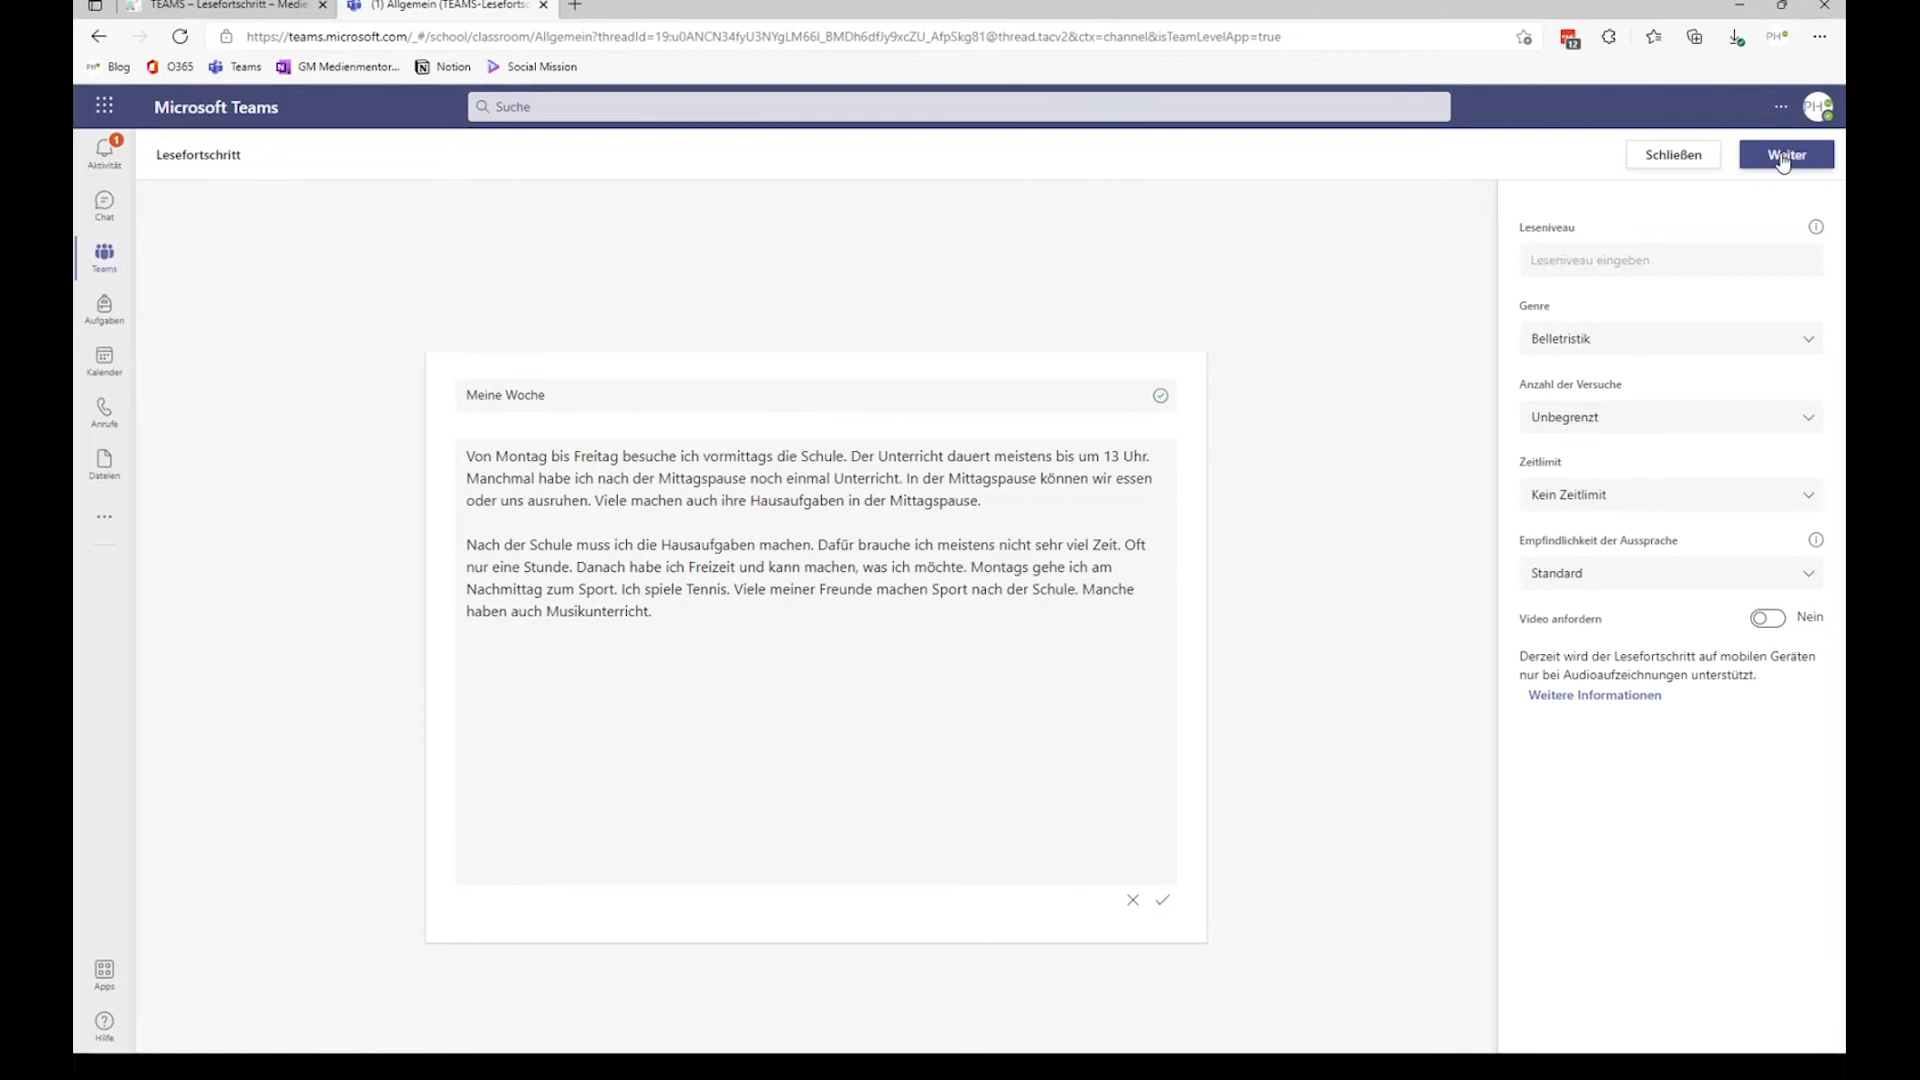 TEAMS – Lesefortschritt – Medie
(1) Allgemein (TEAMS-Lesefortsc
https://teams.microsoft.com/_#/school/classroom/Allgemein?threadId=19:u0ANCN34fyU3NYgLM66I_BMDh6dfJy9xcZU_AfpSkg81@thread.tacv2&ctx=channel&isTeamLevelApp=true
12
PH
PH Blog O365 Teams GM Medienmentor... Notion Social Mission
Microsoft Teams
Suche
PH
1
Aktivität
Chat
Teams
Aufgaben
Kalender
Anrufe
Dateien
Apps
Hilfe
Lesefortschritt
Schließen
Weiter
Meine Woche
Von Montag bis Freitag besuche ich vormittags die Schule. Der Unterricht dauert meistens bis um 13 Uhr.
Manchmal habe ich nach der Mittagspause noch einmal Unterricht. In der Mittagspause können wir essen
oder uns ausruhen. Viele machen auch ihre Hausaufgaben in der Mittagspause.
Nach der Schule muss ich die Hausaufgaben machen. Dafür brauche ich meistens nicht sehr viel Zeit. Oft
nur eine Stunde. Danach habe ich Freizeit und kann machen, was ich möchte. Montags gehe ich am
Nachmittag zum Sport. Ich spiele Tennis. Viele meiner Freunde machen Sport nach der Schule. Manche
haben auch Musikunterricht.
Leseniveau
Leseniveau eingeben
Genre
Belletristik
Anzahl der Versuche
Unbegrenzt
Zeitlimit
Kein Zeitlimit
Empfindlichkeit der Aussprache
Standard
Video anfordern
Nein
Derzeit wird der Lesefortschritt auf mobilen Geräten
nur bei Audioaufzeichnungen unterstützt.
Weitere Informationen